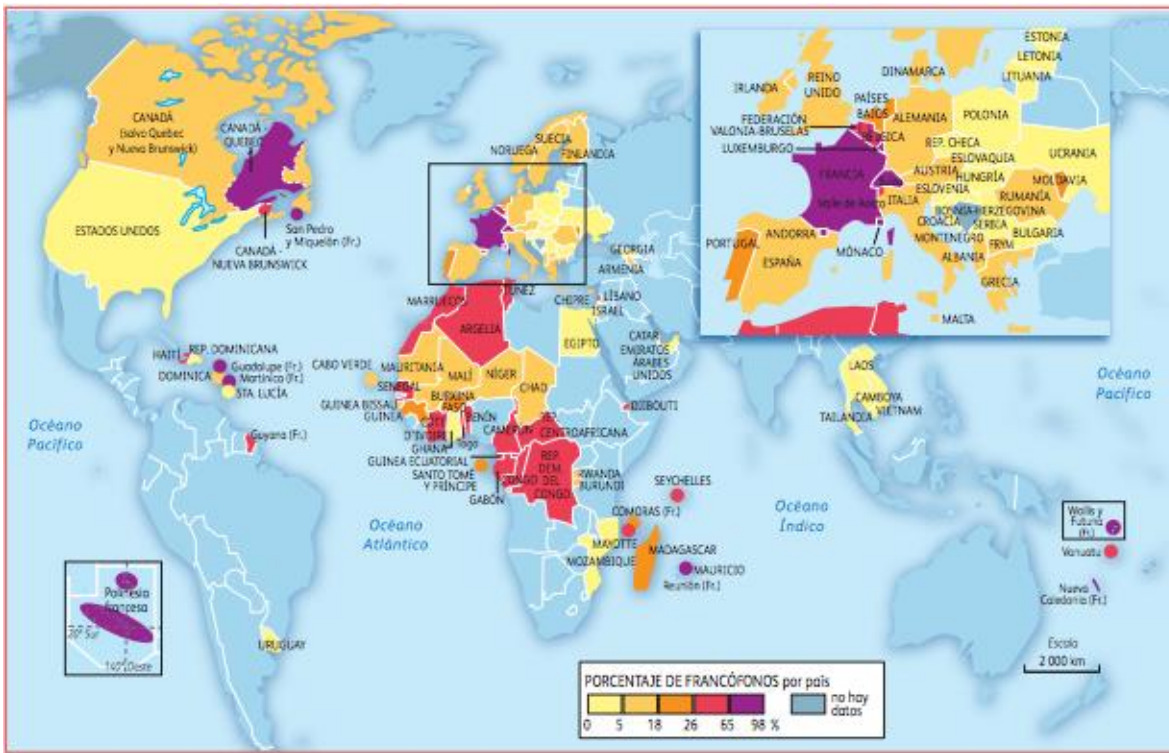 CANADÁ
(salvo Quebec
y Nueva Brunswick)
CANADÁ -
QUEBEC
ESTADOS UNIDOS
San Pedro
y Miquelón (Fr.)
CANADÁ -
NUEVA BRUNSWICK
SUECIA
NORUEGA
FINLANDIA
GEORGIA
ARMENIA
CHIPRE
LÍBANO
ISRAEL
TÚNEZ
MARRUECOS
ARGELIA
EGIPTO
CATAR
EMIRATOS
ÁRABES
UNIDOS
HAITÍ
REP. DOMINICANA
Guadalupe (Fr.)
DOMINICA
Martinica (Fr.)
STA. LUCÍA
Guyana (Fr.)
CABO VERDE
MAURITANIA
MALÍ
NÍGER
CHAD
SENEGAL
GUINEA BISSAU
GUINEA
BURKINA
FASO
BENÍN
D'IVOIRE
Togo
GHANA
CAMERÚN
REP.
CENTROAFRICANA
DJIBOUTI
GUINEA ECUATORIAL
SANTO TOMÉ
Y PRÍNCIPE
GABÓN
CONGO
REP.
DEM.
DEL
CONGO
RWANDA
BURUNDI
SEYCHELLES
COMORAS (Fr.)
MAYOTTE
MOZAMBIQUE
MADAGASCAR
MAURICIO
Reunión (Fr.)
LAOS
CAMBOYA
VIETNAM
TAILANDIA
Océano
Pacífico
Océano
Atlántico
Océano
Índico
Océano
Pacífico
Wallis y
Futuna
(Fr.)
Vanuatu
Nueva
Caledonia (Fr.)
Escala
2 000 km
Polinesia
francesa
20° Sur
140° Oeste
URUGUAY
ESTONIA
LETONIA
LITUANIA
DINAMARCA
IRLANDA
REINO
UNIDO
PAÍSES
BAJOS
ALEMANIA
POLONIA
FEDERACIÓN
VALONIA-BRUSELAS
BÉLGICA
LUXEMBURGO
REP. CHECA
ESLOVAQUIA
UCRANIA
FRANCIA
AUSTRIA
HUNGRÍA
MOLDAVIA
ESLOVENIA
RUMANÍA
Valle de Aosta
ITALIA
BOSNIA-HERZEGOVINA
CROACIA
SERBIA
PORTUGAL
ANDORRA
MÓNACO
MONTENEGRO
BULGARIA
FRYM
ESPAÑA
ALBANIA
GRECIA
MALTA
PORCENTAJE DE FRANCÓFONOS por país
0 5 18 26 65 98 %
no hay
datos